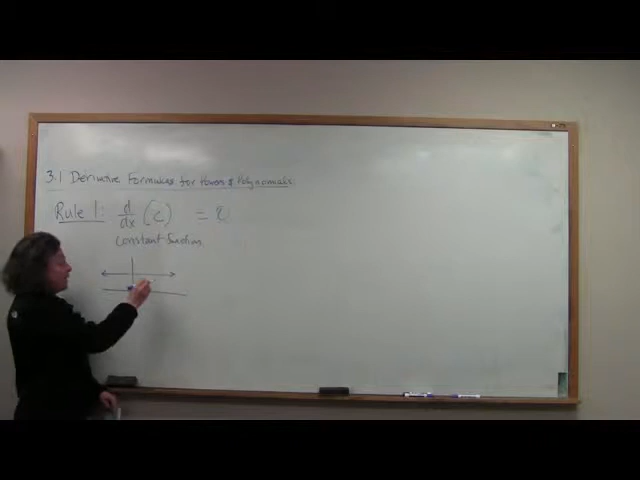 3.1 Derivative Formulas for Powers & Polynomials
Rule 1: d/dx (c) = 0
constant function